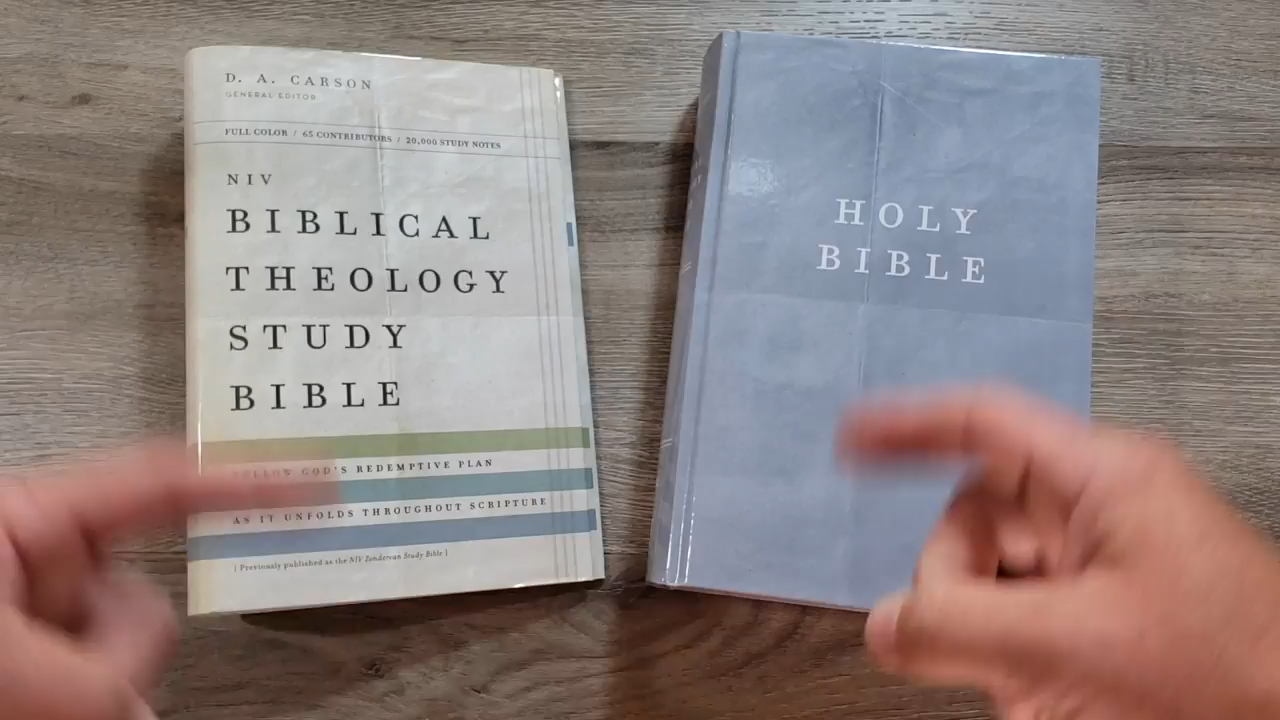 D. A. CARSON
GENERAL EDITOR
FULL COLOR / 65 CONTRIBUTORS / 20,000 STUDY NOTES
NIV
BIBLICAL
THEOLOGY
STUDY
BIBLE
FOLLOW GOD'S REDEMPTIVE PLAN
AS IT UNFOLDS THROUGHOUT SCRIPTURE
[ Previously published as the NIV Zondervan Study Bible ]
HOLY
BIBLE